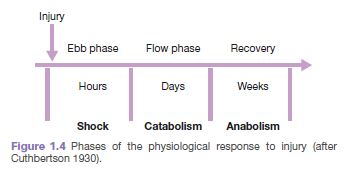 Injury
Ebb phase Flow phase Recovery
Hours Days Weeks
Shock Catabolism Anabolism
Figure 1.4 Phases of the physiological response to injury (after
Cuthbertson 1930).